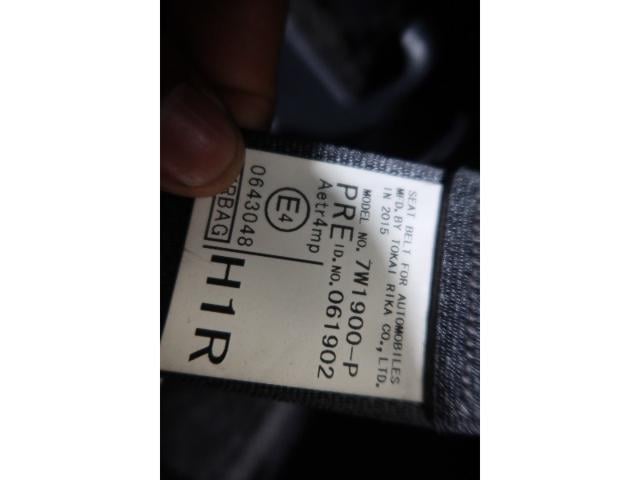 SEAT BELT FOR AUTOMOBILES
MFD. BY TOKAI RIKA CO., LTD.
IN 2015
MODEL NO. 7W1900-P
PRE ID.NO. 061902
Aetr4mp
E4
0643048
H1R